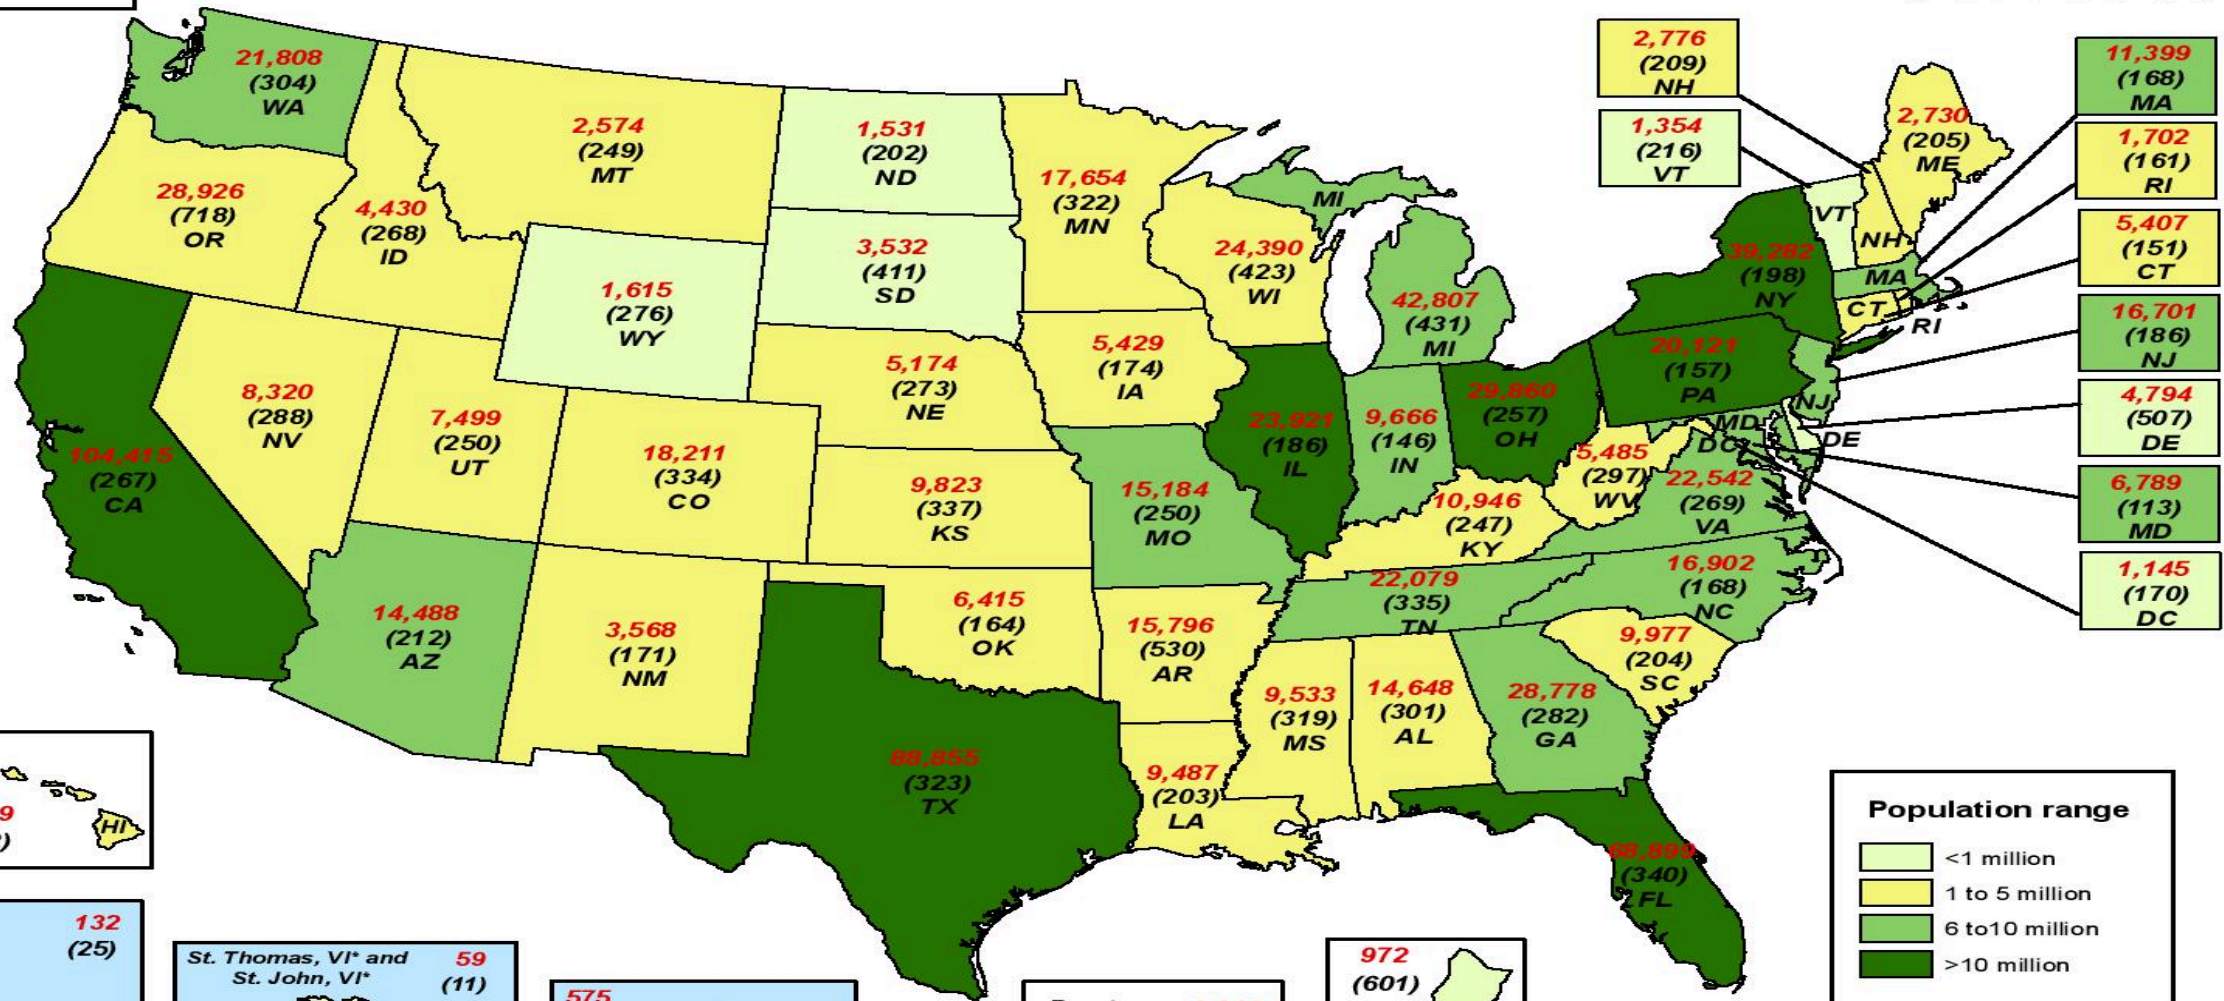 21,808
(304)
WA
28,926
(718)
OR
4,430
(268)
ID
2,574
(249)
MT
1,531
(202)
ND
17,654
(322)
MN
3,532
(411)
SD
1,615
(276)
WY
24,390
(423)
WI
MI
42,807
(431)
MI
2,776
(209)
NH
1,354
(216)
VT
2,730
(205)
ME
11,399
(168)
MA
1,702
(161)
RI
5,407
(151)
CT
16,701
(186)
NJ
4,794
(507)
DE
6,789
(113)
MD
1,145
(170)
DC
VT
NH
MA
CT
RI
39,282
(198)
NY
20,121
(157)
PA
NJ
MD
DC
DE
104,415
(267)
CA
8,320
(288)
NV
7,499
(250)
UT
18,211
(334)
CO
5,174
(273)
NE
5,429
(174)
IA
9,823
(337)
KS
15,184
(250)
MO
23,921
(186)
IL
9,666
(146)
IN
29,860
(257)
OH
5,485
(297)
WV
22,542
(269)
VA
10,946
(247)
KY
22,079
(335)
TN
16,902
(168)
NC
9,977
(204)
SC
14,488
(212)
AZ
3,568
(171)
NM
6,415
(164)
OK
15,796
(530)
AR
88,855
(323)
TX
9,487
(203)
LA
9,533
(319)
MS
14,648
(301)
AL
28,778
(282)
GA
68,899
(340)
FL
9
)
HI
132
(25)
St. Thomas, VI* and
St. John, VI*
59
(11)
575
972
(601)
Population range
<1 million
1 to 5 million
6 to10 million
>10 million